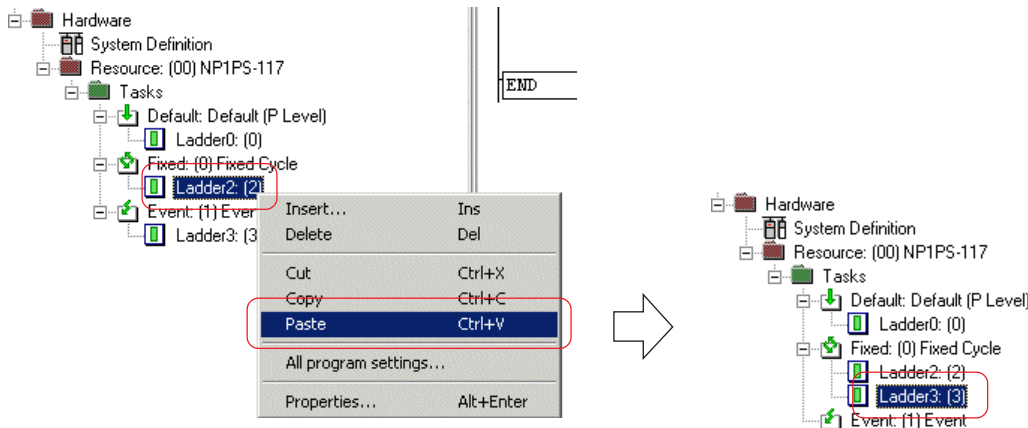 Hardware
System Definition
Resource: (00) NP1PS-117
Tasks
Default: Default (P Level)
Ladder0: (0)
Fixed: (0) Fixed Cycle
Ladder2: (2)
Event: (1) Ever
Ladder3: (3
END
Insert... Ins
Delete Del
Cut Ctrl+X
Copy Ctrl+C
Paste Ctrl+V
All program settings...
Properties... Alt+Enter
Hardware
System Definition
Resource: (00) NP1PS-117
Tasks
Default: Default (P Level)
Ladder0: (0)
Fixed: (0) Fixed Cycle
Ladder2: (2)
Ladder3: (3)
Event: (1) Event